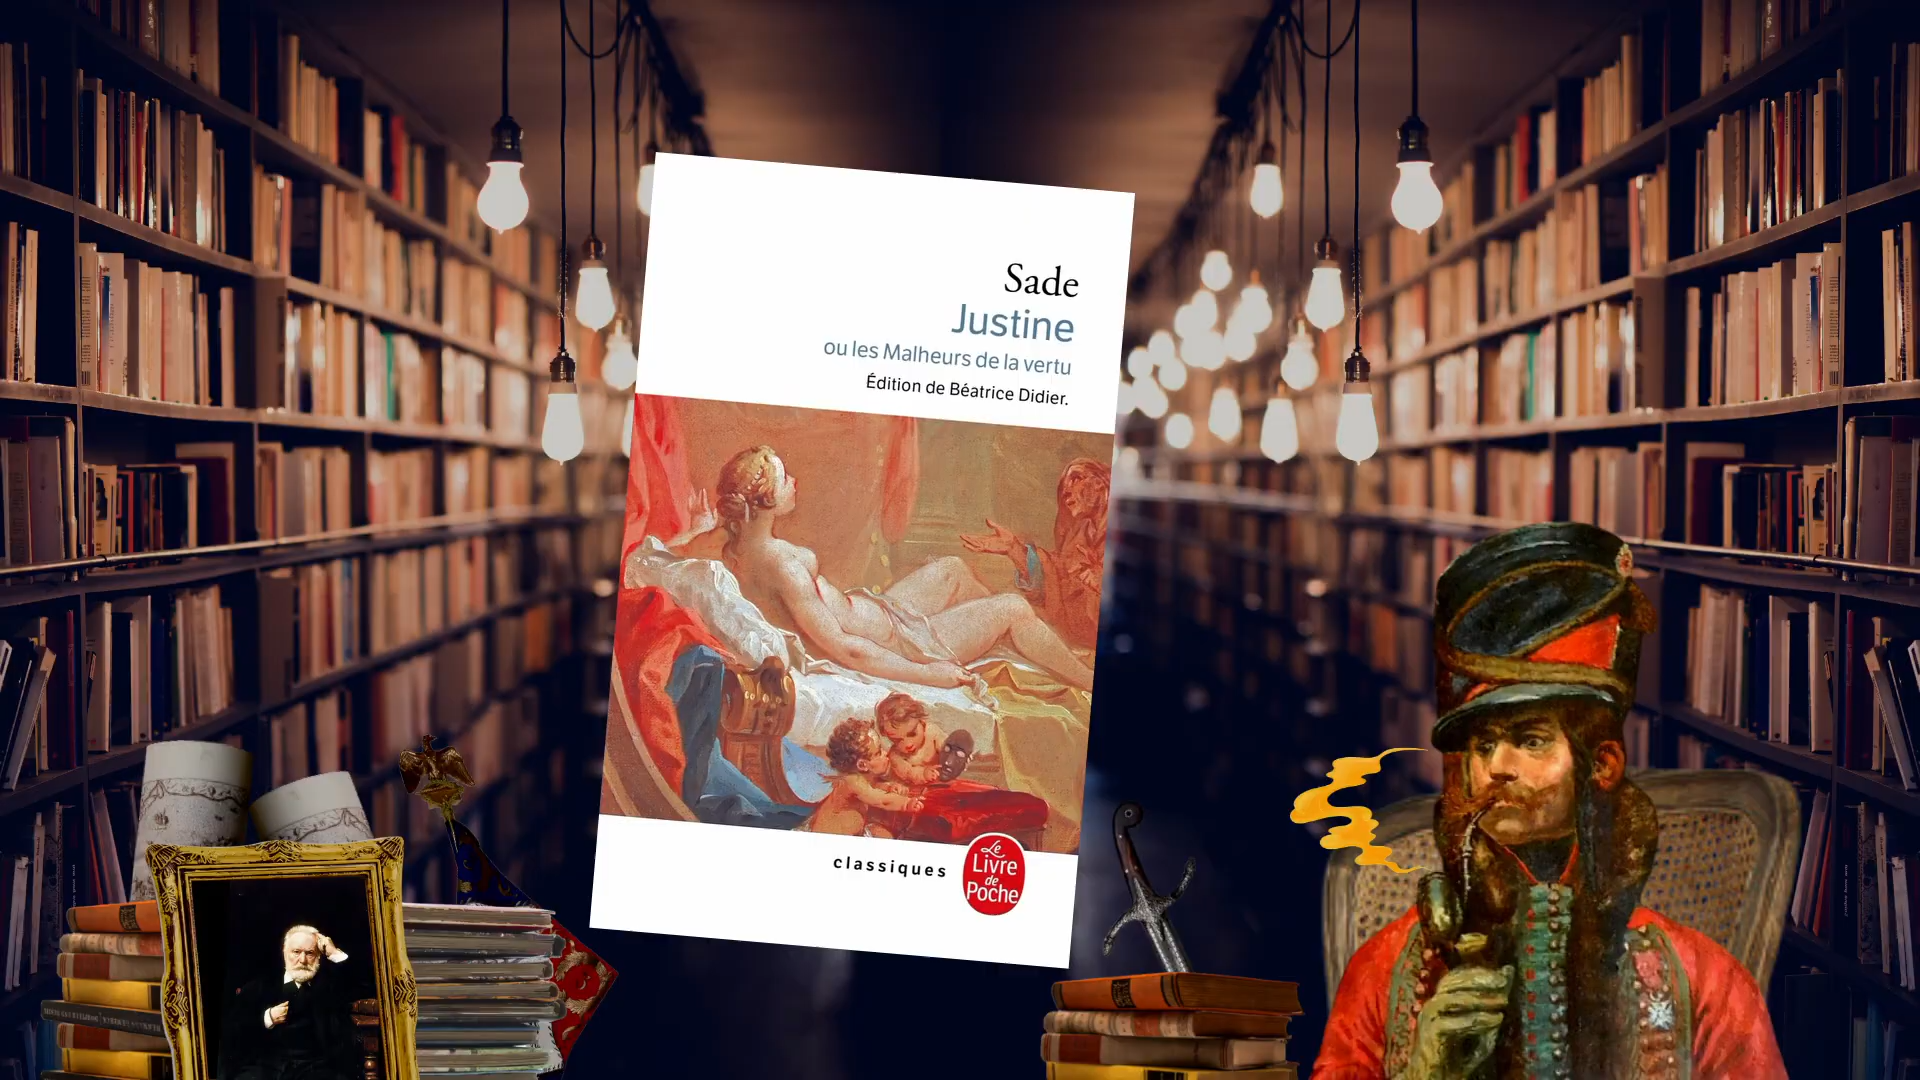 Sade
Justine
ou les Malheurs de la vertu
Édition de Béatrice Didier.
classiques
Le
Livre
de
Poche